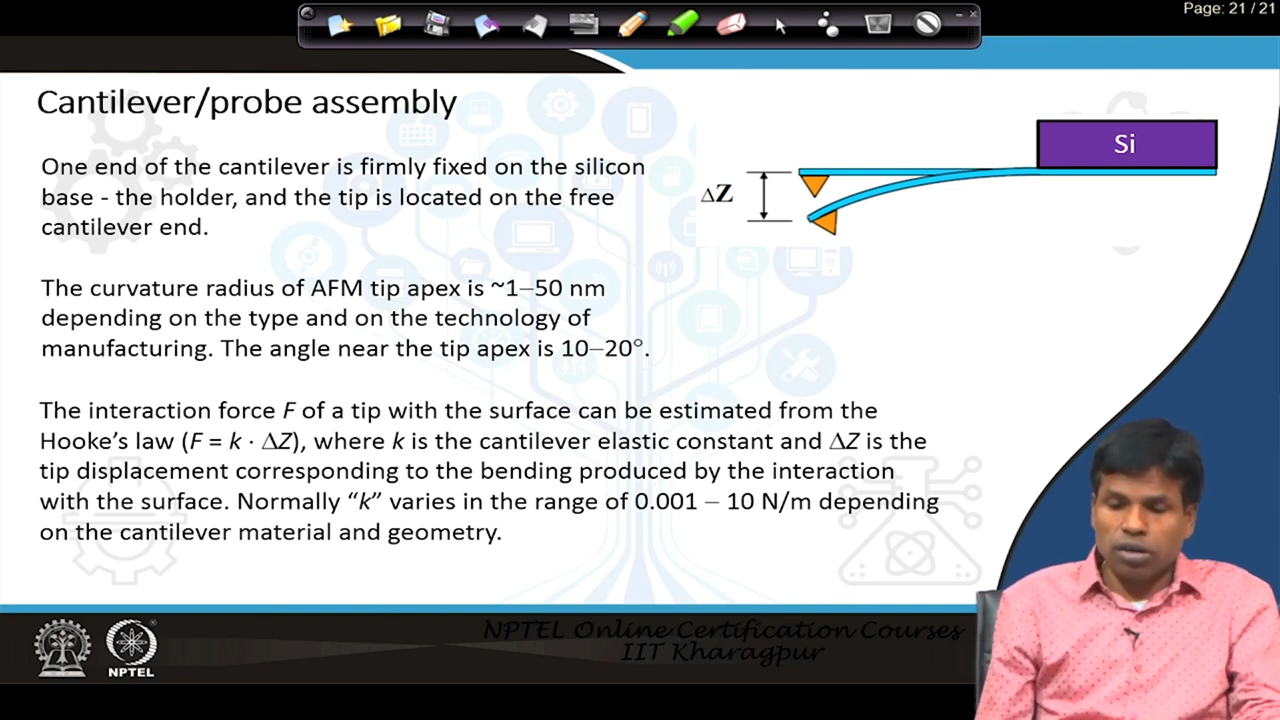 Page: 21 / 21
Cantilever/probe assembly
One end of the cantilever is firmly fixed on the silicon
base - the holder, and the tip is located on the free
cantilever end.
Si
ΔZ
The curvature radius of AFM tip apex is ~1–50 nm
depending on the type and on the technology of
manufacturing. The angle near the tip apex is 10–20°.
The interaction force F of a tip with the surface can be estimated from the
Hooke's law (F = k · ΔZ), where k is the cantilever elastic constant and ΔZ is the
tip displacement corresponding to the bending produced by the interaction
with the surface. Normally “k” varies in the range of 0.001 – 10 N/m depending
on the cantilever material and geometry.
NPTEL Online Certification Courses
IIT Kharagpur
NPTEL